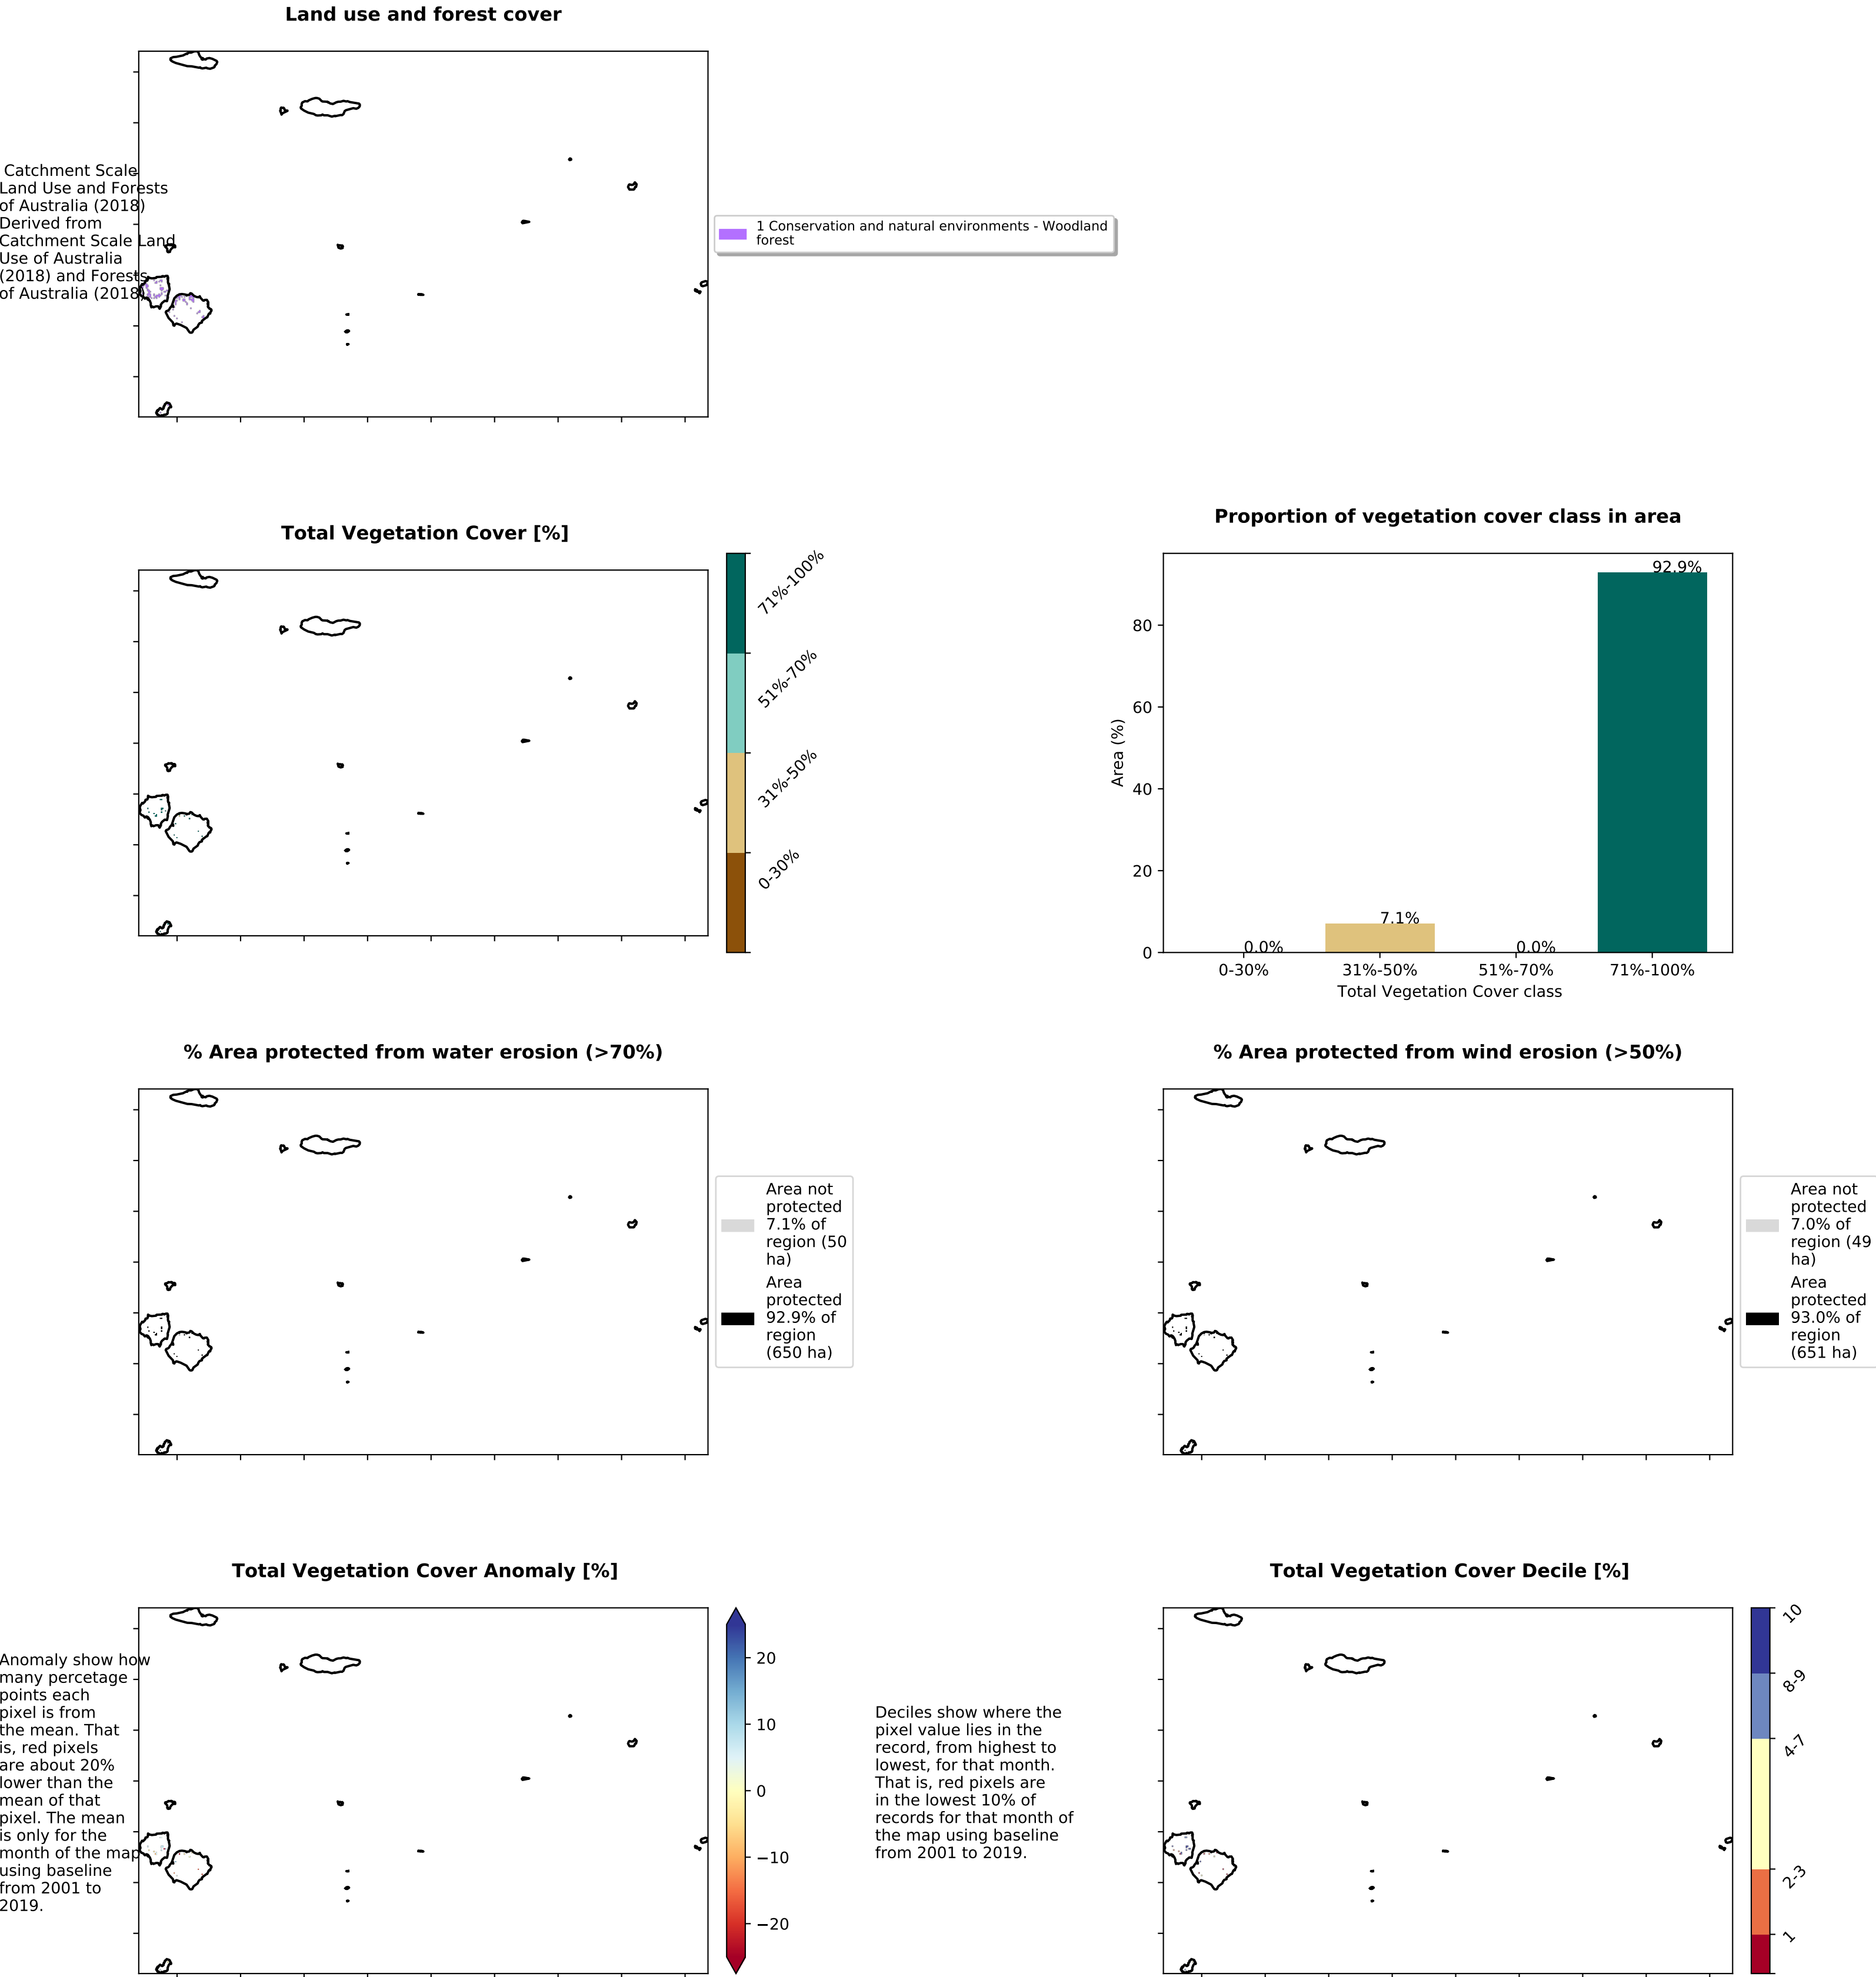 Land use and forest cover
Catchment Scale
Land Use and Forests
of Australia (2018)
Derived from
Catchment Scale Land
Use of Australia
(2018) and Forests
of Australia (2018)
1 Conservation and natural environments - Woodland
forest
Total Vegetation Cover [%]
71%-100%
51%-70%
31%-50%
0-30%
Proportion of vegetation cover class in area
Area (%)
80
60
40
20
0
0.0%
7.1%
0.0%
92.9%
0-30%
31%-50%
51%-70%
71%-100%
Total Vegetation Cover class
% Area protected from water erosion (>70%)
Area not
protected
7.1% of
region (50
ha)
Area
protected
92.9% of
region
(650 ha)
% Area protected from wind erosion (>50%)
Area not
protected
7.0% of
region (49
ha)
Area
protected
93.0% of
region
(651 ha)
Total Vegetation Cover Anomaly [%]
Anomaly show how
many percetage
points each
pixel is from
the mean. That
is, red pixels
are about 20%
lower than the
mean of that
pixel. The mean
is only for the
month of the map
using baseline
from 2001 to
2019.
20
10
0
−10
−20
Deciles show where the
pixel value lies in the
record, from highest to
lowest, for that month.
That is, red pixels are
in the lowest 10% of
records for that month of
the map using baseline
from 2001 to 2019.
Total Vegetation Cover Decile [%]
10
8-9
4-7
2-3
1